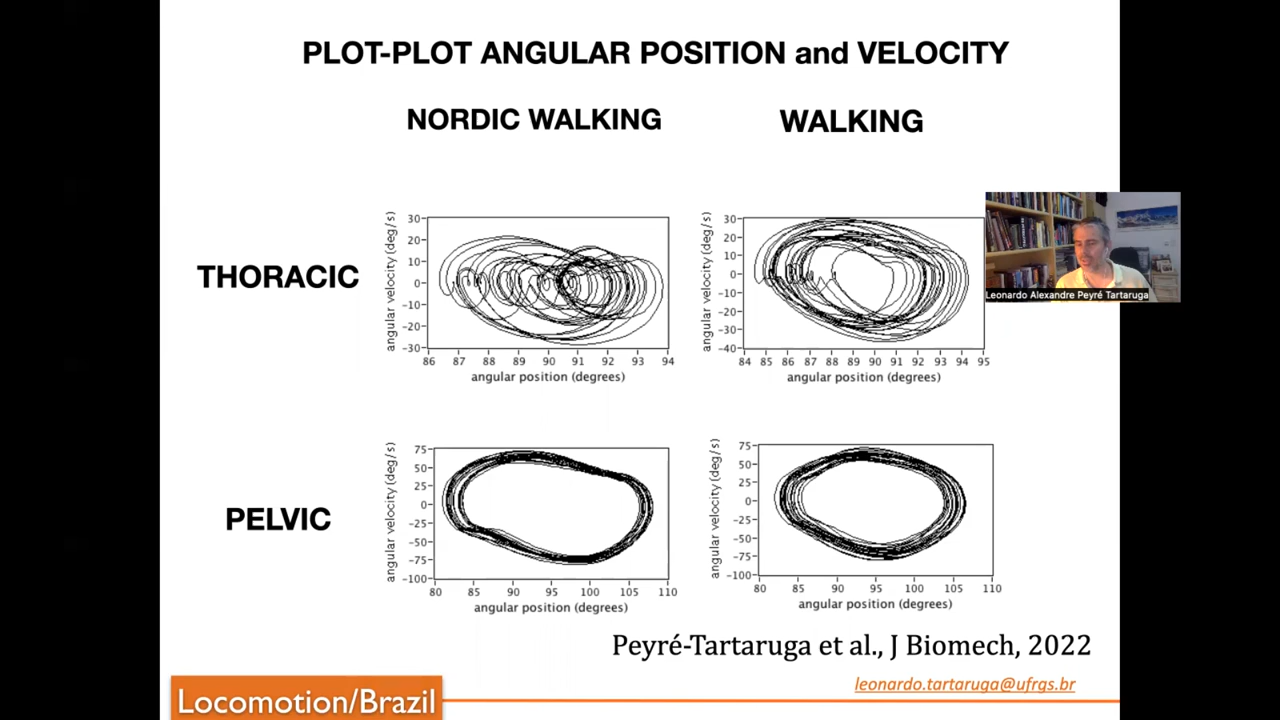 PLOT-PLOT ANGULAR POSITION and VELOCITY
NORDIC WALKING
WALKING
THORACIC
angular velocity (deg/s)
30
20
10
0
-10
-20
-30
86 87 88 89 90 91 92 93 94
angular position (degrees)
angular velocity (deg/s)
30
20
10
0
-10
-20
-30
-40
84 85 86 87 88 89 90 91 92 93 94 95
angular position (degrees)
Leonardo Alexandre Peyré Tartaruga
PELVIC
angular velocity (deg/s)
75
50
25
0
-25
-50
-75
-100
80 85 90 95 100 105 110
angular position (degrees)
angular velocity (deg/s)
75
50
25
0
-25
-50
-75
-100
80 85 90 95 100 105 110
angular position (degrees)
Peyré-Tartaruga et al., J Biomech, 2022
leonardo.tartaruga@ufrgs.br
Locomotion/Brazil